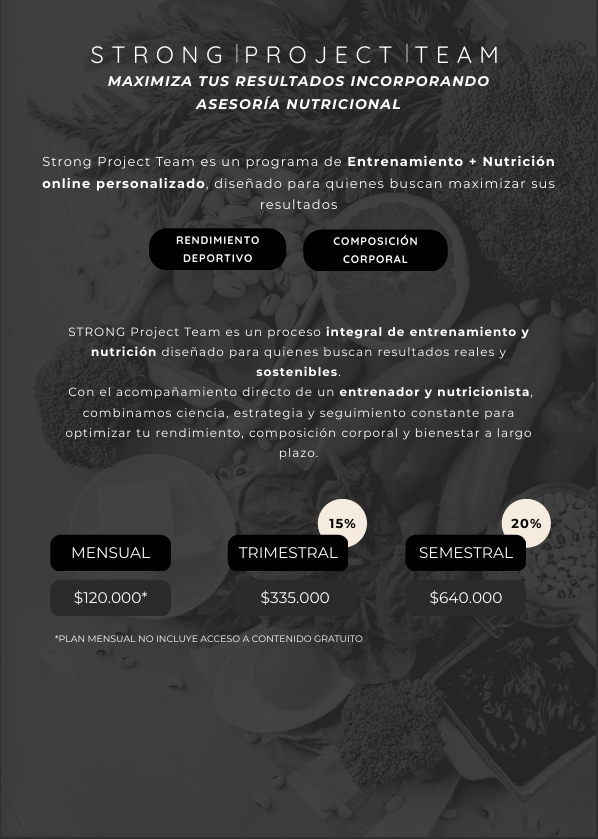 STRONG|PROJECT|TEAM
MAXIMIZA TUS RESULTADOS INCORPORANDO
ASESORÍA NUTRICIONAL
Strong Project Team es un programa de Entrenamiento + Nutrición
online personalizado, diseñado para quienes buscan maximizar sus
resultados
RENDIMIENTO
DEPORTIVO
COMPOSICIÓN
CORPORAL
STRONG Project Team es un proceso integral de entrenamiento y
nutrición diseñado para quienes buscan resultados reales y
sostenibles.
Con el acompañamiento directo de un entrenador y nutricionista,
combinamos ciencia, estrategia y seguimiento constante para
optimizar tu rendimiento, composición corporal y bienestar a largo
plazo.
15%
20%
MENSUAL
TRIMESTRAL
SEMESTRAL
$120.000*
$335.000
$640.000
*PLAN MENSUAL NO INCLUYE ACCESO A CONTENIDO GRATUITO